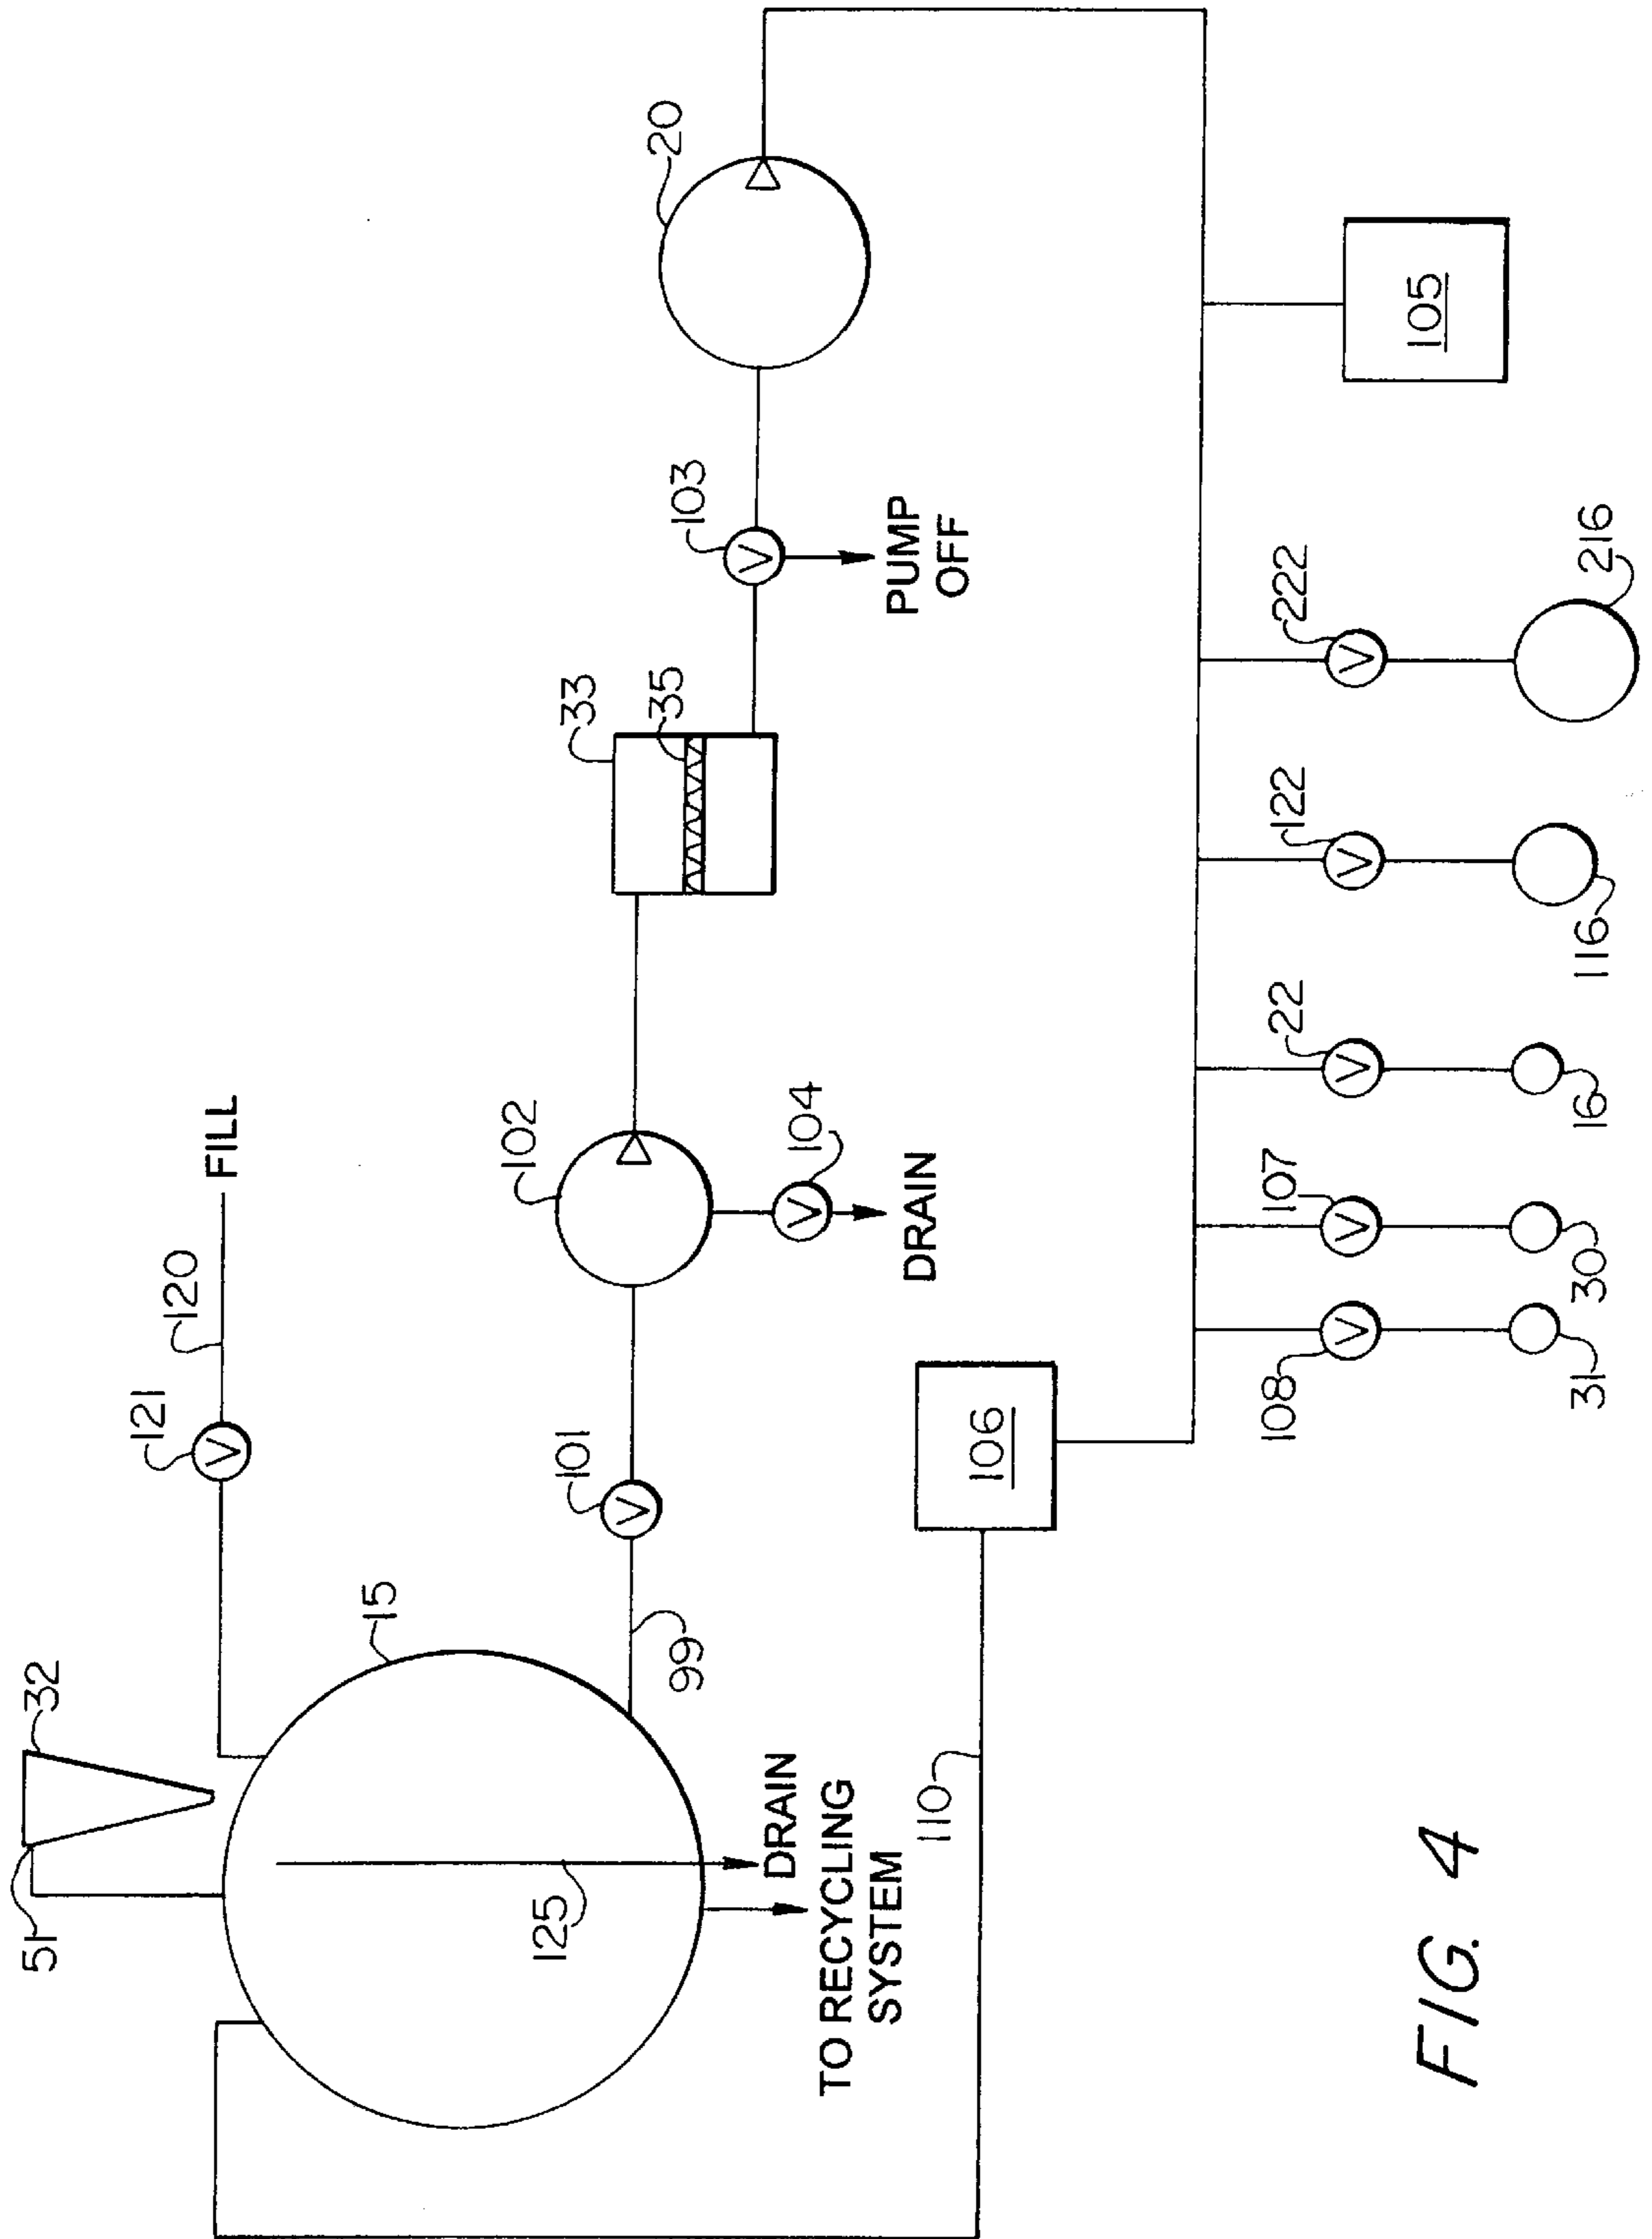 32
51
15
121
120
FILL
101
99
102
104
DRAIN
33
35
103
PUMP
OFF
20
125
DRAIN
TO RECYCLING
SYSTEM
110
106
108
31
107
30
22
16
122
116
222
216
105
V
V
V
V
V
V
V
V
V
FIG. 4